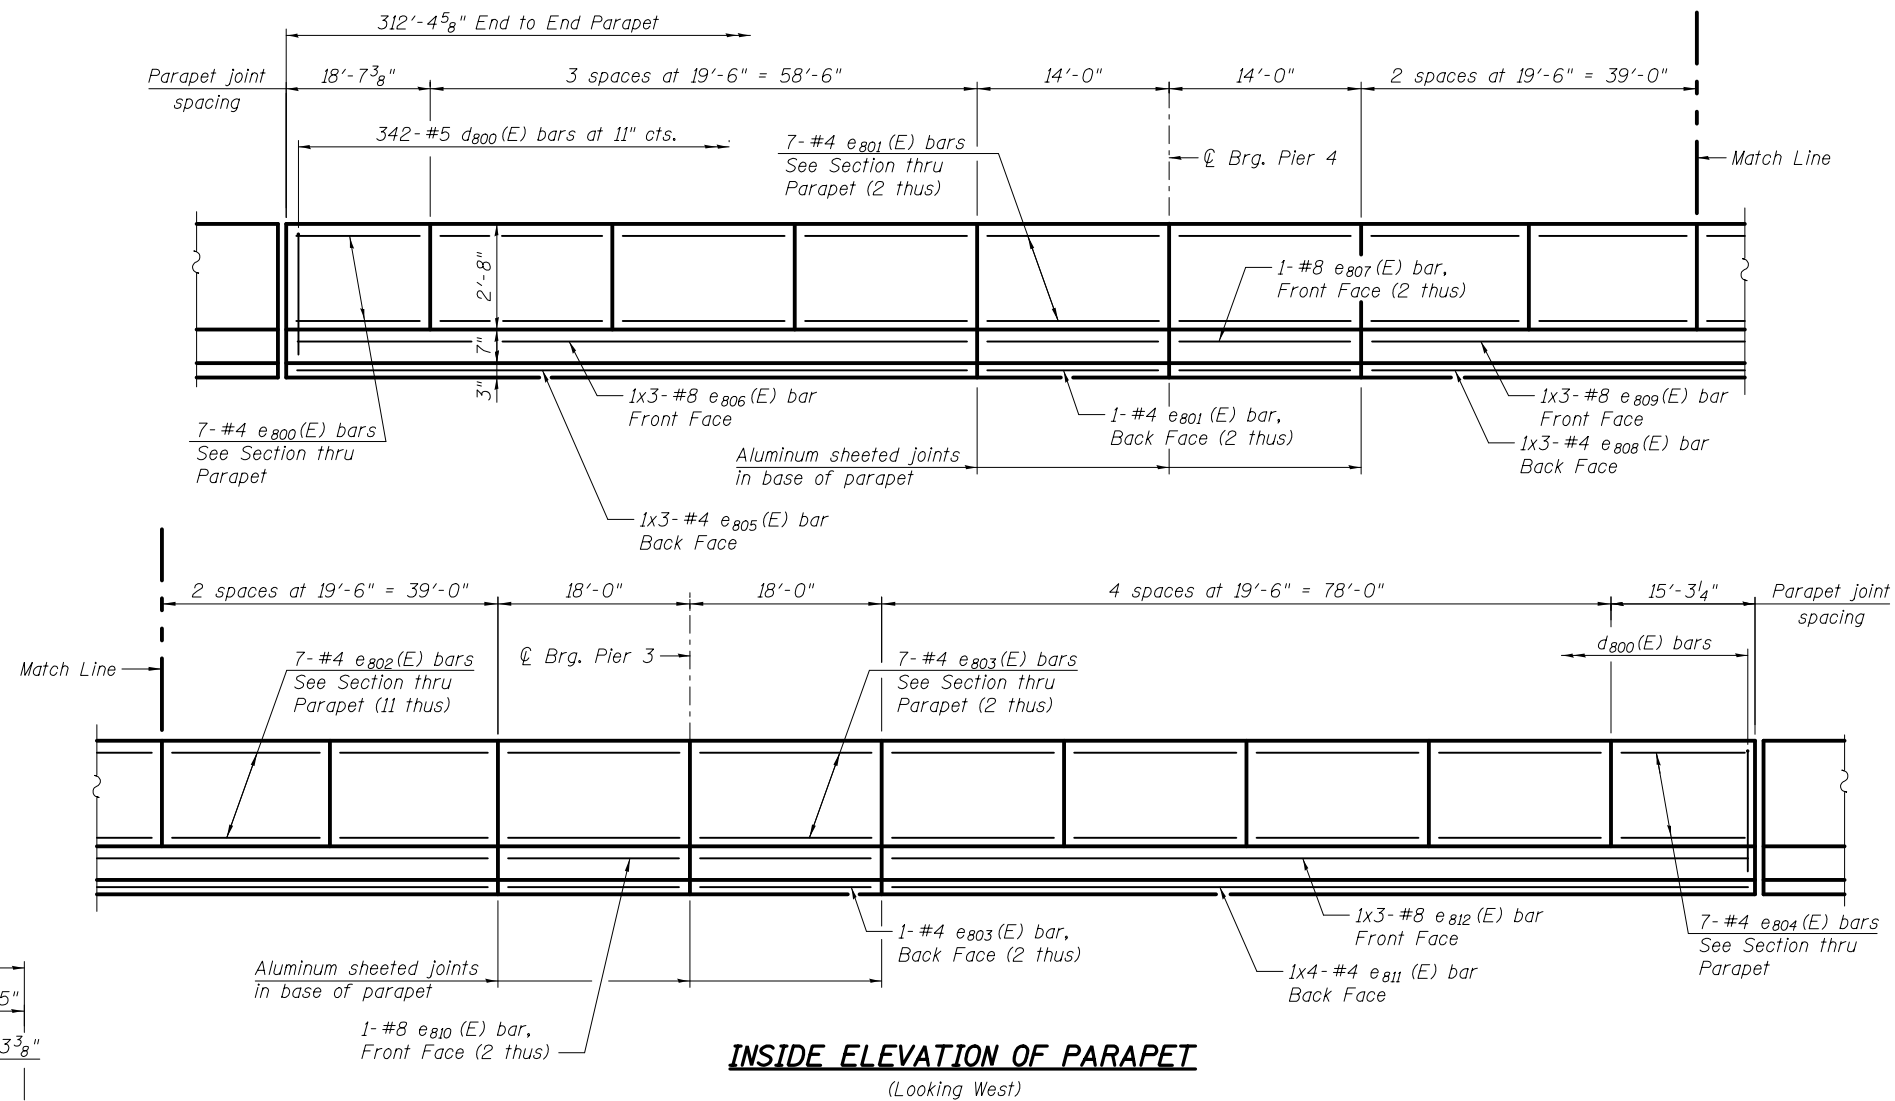 312'-4 5/8" End to End Parapet
Parapet joint
spacing
18'-7 3/8"
3 spaces at 19'-6" = 58'-6"
14'-0"
14'-0"
2 spaces at 19'-6" = 39'-0"
342-#5 d800(E) bars at 11" cts.
7-#4 e801(E) bars
See Section thru
Parapet (2 thus)
℄ Brg. Pier 4
Match Line
2'-8"
7"
3"
1-#8 e807(E) bar,
Front Face (2 thus)
7-#4 e800(E) bars
See Section thru
Parapet
1x3-#8 e806(E) bar
Front Face
1-#4 e801(E) bar,
Back Face (2 thus)
1x3-#8 e809(E) bar
Front Face
1x3-#4 e808(E) bar
Back Face
Aluminum sheeted joints
in base of parapet
1x3-#4 e805(E) bar
Back Face
2 spaces at 19'-6" = 39'-0"
18'-0"
18'-0"
4 spaces at 19'-6" = 78'-0"
15'-3 1/4"
Parapet joint
spacing
Match Line
7-#4 e802(E) bars
See Section thru
Parapet (11 thus)
℄ Brg. Pier 3
7-#4 e803(E) bars
See Section thru
Parapet (2 thus)
d800(E) bars
1-#4 e803(E) bar,
Back Face (2 thus)
1x3-#8 e812(E) bar
Front Face
7-#4 e804(E) bars
See Section thru
Parapet
Aluminum sheeted joints
in base of parapet
1x4-#4 e811(E) bar
Back Face
1-#8 e810(E) bar,
Front Face (2 thus)
5"
3 3/8"
INSIDE ELEVATION OF PARAPET
(Looking West)